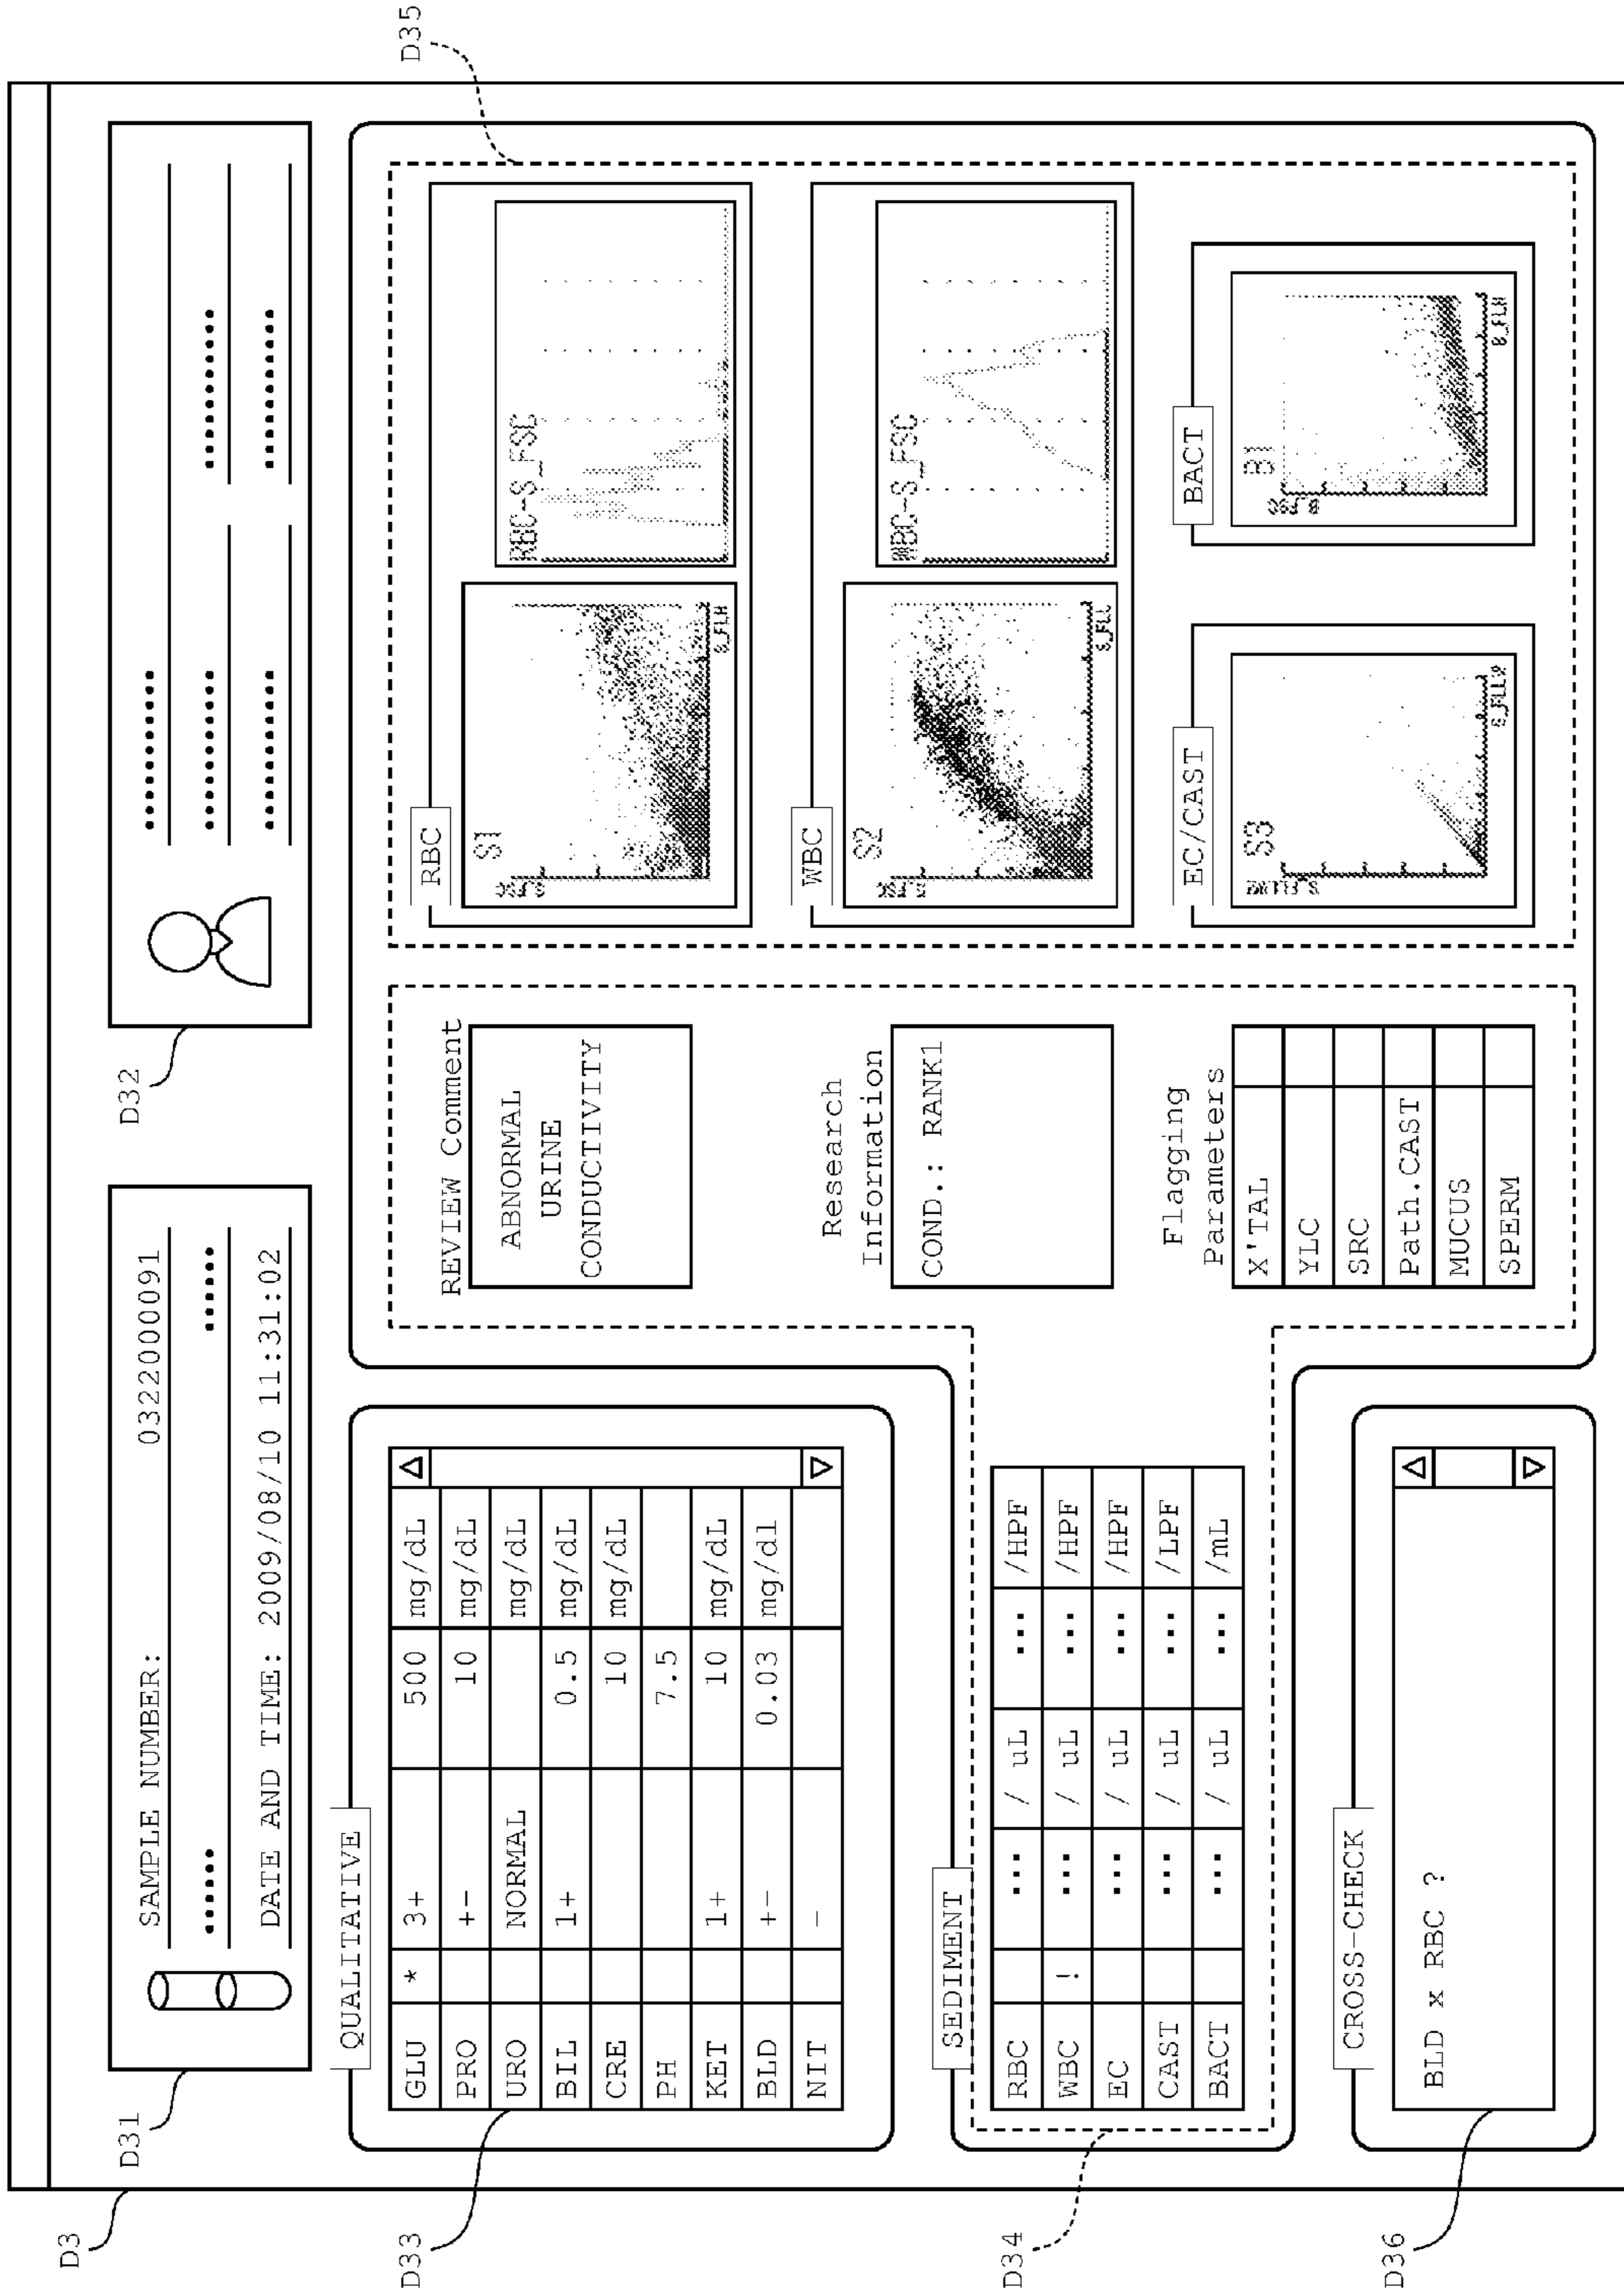 D3
D31
D32
D33
D34
D35
D36
SAMPLE NUMBER: 0322000091
DATE AND TIME: 2009/08/10 11:31:02
QUALITATIVE
GLU * 3+ 500 mg/dL
PRO +- 10 mg/dL
URO NORMAL mg/dL
BIL 1+ 0.5 mg/dL
CRE 10 mg/dL
PH 7.5
KET 1+ 10 mg/dL
BLD +- 0.03 mg/dl
NIT -
SEDIMENT
RBC ... / uL ... /HPF
WBC ! ... / uL ... /HPF
EC ... / uL ... /HPF
CAST ... / uL ... /LPF
BACT ... / uL ... /mL
CROSS-CHECK
BLD x RBC ?
REVIEW Comment
ABNORMAL
URINE
CONDUCTIVITY
Research
Information
COND.: RANK1
Flagging
Parameters
X'TAL
YLC
SRC
Path.CAST
MUCUS
SPERM
RBC
S1
S_FLH
RBC-S_FSC
WBC
S2
S_FLL
WBC-S_FSC
EC/CAST
S3
BACT
B1
B_FSC
B_FLH